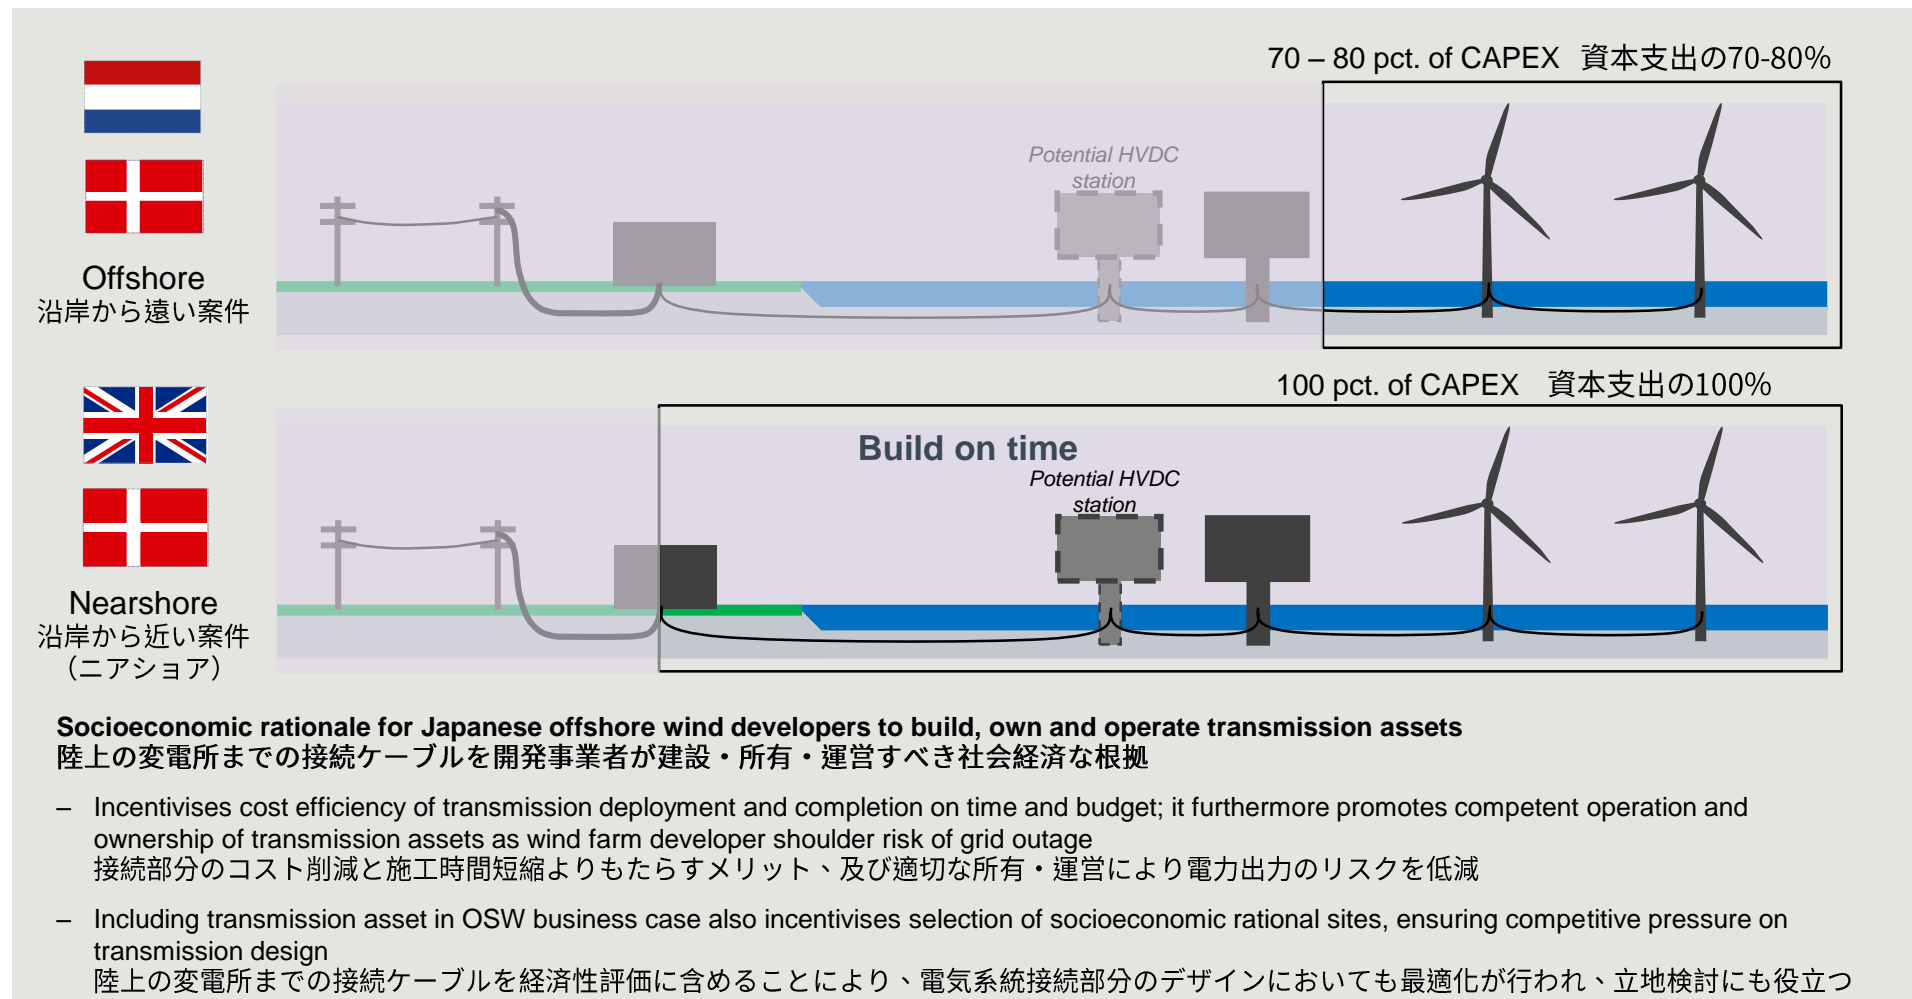 70 – 80 pct. of CAPEX 資本支出の70-80%
Potential HVDC
station
Offshore
沿岸から遠い案件
100 pct. of CAPEX 資本支出の100%
Build on time
Potential HVDC
station
Nearshore
沿岸から近い案件
（ニアショア）
Socioeconomic rationale for Japanese offshore wind developers to build, own and operate transmission assets
陸上の変電所までの接続ケーブルを開発事業者が建設・所有・運営すべき社会経済な根拠
– Incentivises cost efficiency of transmission deployment and completion on time and budget; it furthermore promotes competent operation and
ownership of transmission assets as wind farm developer shoulder risk of grid outage
接続部分のコスト削減と施工時間短縮よりもたらすメリット、及び適切な所有・運営により電力出力のリスクを低減
– Including transmission asset in OSW business case also incentivises selection of socioeconomic rational sites, ensuring competitive pressure on
transmission design
陸上の変電所までの接続ケーブルを経済性評価に含めることにより、電気系統接続部分のデザインにおいても最適化が行われ、立地検討にも役立つ